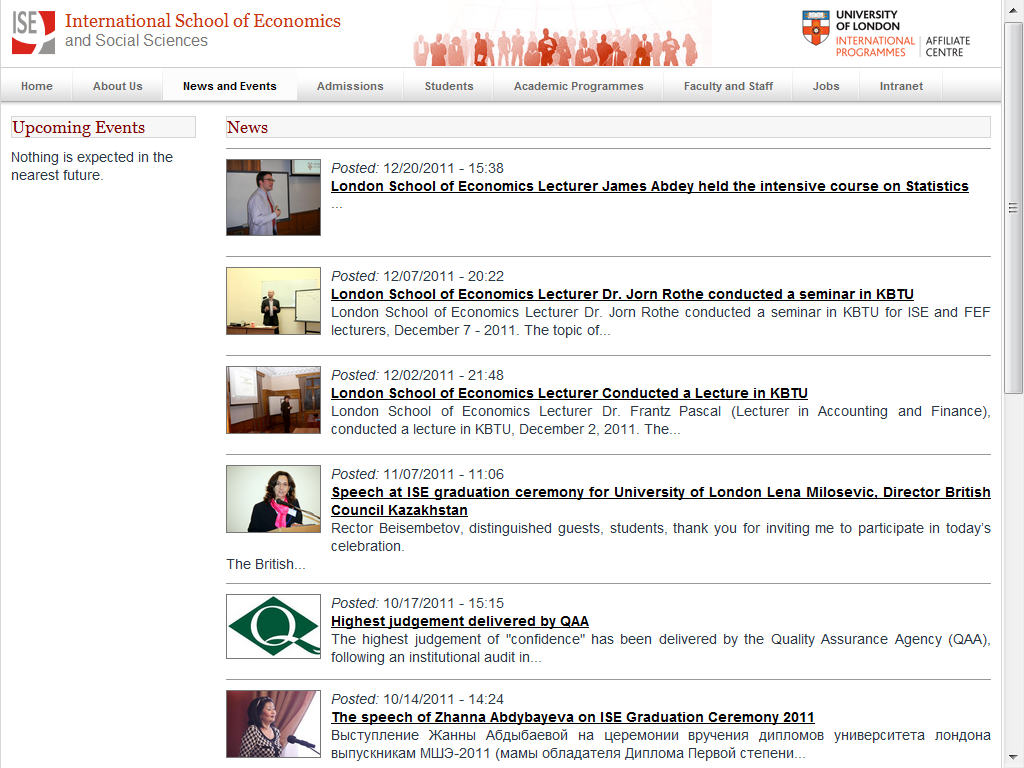 ISE
International School of Economics
and Social Sciences
UNIVERSITY
OF LONDON
INTERNATIONAL
PROGRAMMES
AFFILIATE
CENTRE
Home
About Us
News and Events
Admissions
Students
Academic Programmes
Faculty and Staff
Jobs
Intranet
Upcoming Events
Nothing is expected in the
nearest future.
News
Posted: 12/20/2011 - 15:38
London School of Economics Lecturer James Abdey held the intensive course on Statistics
...
Posted: 12/07/2011 - 20:22
London School of Economics Lecturer Dr. Jorn Rothe conducted a seminar in KBTU
London School of Economics Lecturer Dr. Jorn Rothe conducted a seminar in KBTU for ISE and FEF
lecturers, December 7 - 2011. The topic of...
Posted: 12/02/2011 - 21:48
London School of Economics Lecturer Conducted a Lecture in KBTU
London School of Economics Lecturer Dr. Frantz Pascal (Lecturer in Accounting and Finance),
conducted a lecture in KBTU, December 2, 2011. The...
Posted: 11/07/2011 - 11:06
Speech at ISE graduation ceremony for University of London Lena Milosevic, Director British
Council Kazakhstan
Rector Beisembetov, distinguished guests, students, thank you for inviting me to participate in today's
celebration.
The British...
Posted: 10/17/2011 - 15:15
Highest judgement delivered by QAA
The highest judgement of "confidence" has been delivered by the Quality Assurance Agency (QAA),
following an institutional audit in...
Posted: 10/14/2011 - 14:24
The speech of Zhanna Abdybayeva on ISE Graduation Ceremony 2011
Выступление Жанны Абдыбаевой на церемонии вручения дипломов университета лондона
выпускникам МШЭ-2011 (мамы обладателя Диплома Первой степени...